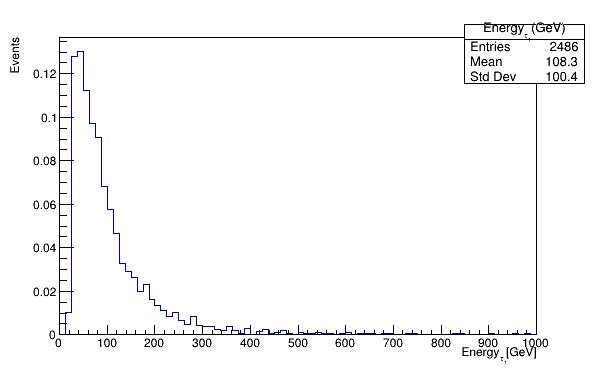 Energy_τ₁(GeV)
Entries 2486
Mean 108.3
Std Dev 100.4
Events
0.12
0.1
0.08
0.06
0.04
0.02
0
0 100 200 300 400 500 600 700 800 900 1000
Energy_τ₁[GeV]